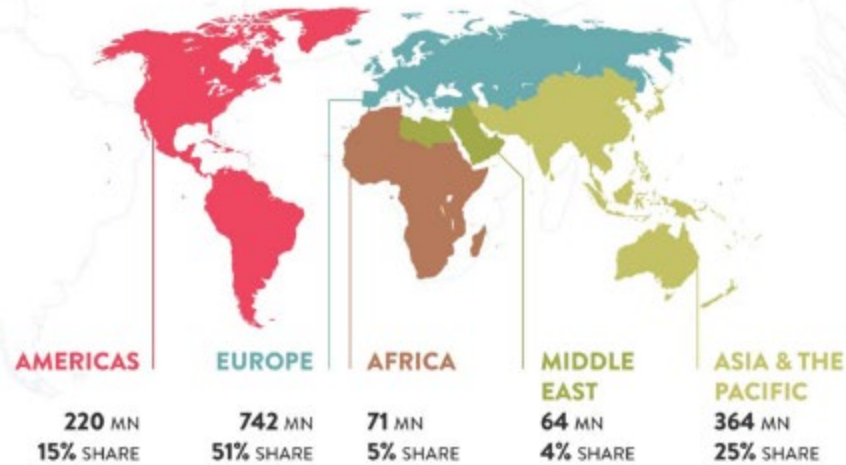 AMERICAS
220 MN
15% SHARE
EUROPE
742 MN
51% SHARE
AFRICA
71 MN
5% SHARE
MIDDLE
EAST
64 MN
4% SHARE
ASIA & THE
PACIFIC
364 MN
25% SHARE